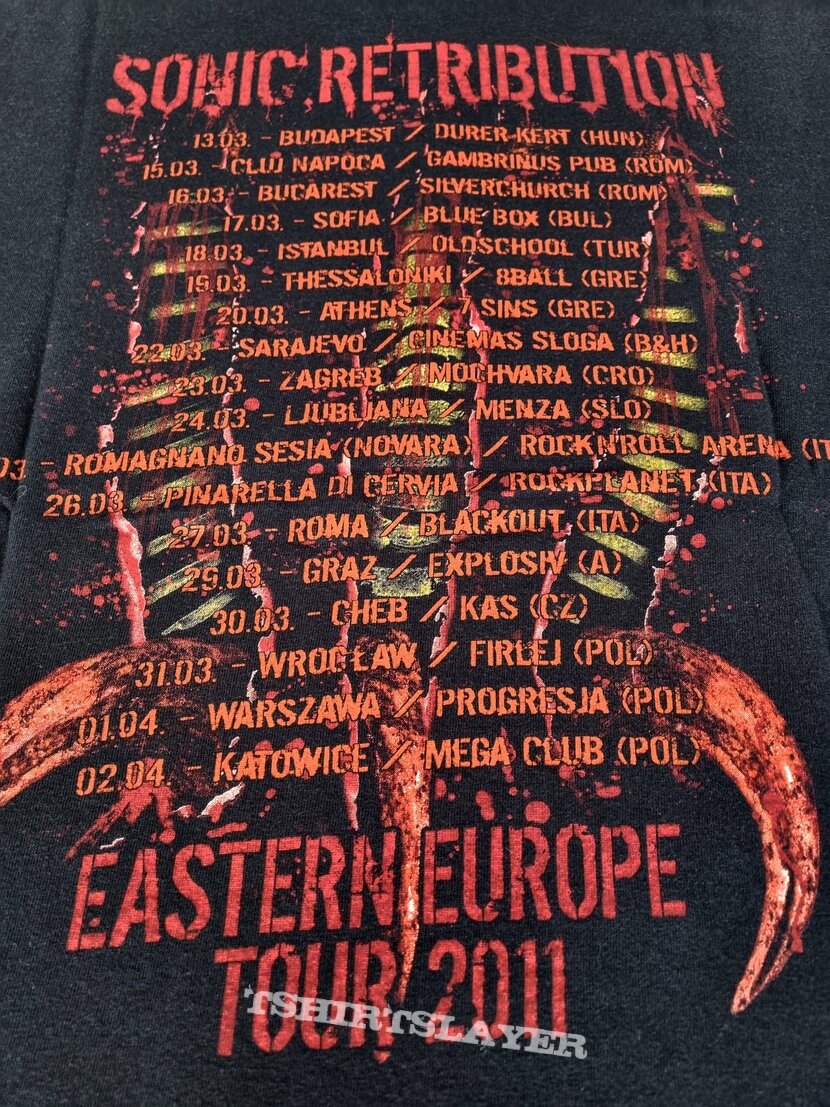 SONIC RETRIBUTION
13.03. - BUDAPEST / DURER KERT (HUN)
15.03. - CLUJ NAPOCA / GAMBRINUS PUB (ROM)
16.03. - BUCAREST / SILVERCHURCH (ROM)
17.03. - SOFIA / BLUE BOX (BUL)
18.03. - ISTANBUL / OLDSCHOOL (TUR)
19.03. - THESSALONIKI / 8BALL (GRE)
20.03. - ATHENS / 7 SINS (GRE)
22.03. - SARAJEVO / CINEMAS SLOGA (B&H)
23.03. - ZAGREB / MOCHVARA (CRO)
24.03. - LJUBLJANA / MENZA (SLO)
03 - ROMAGNANO SESIA (NOVARA) / ROCK'N'ROLL ARENA (IT
26.03. - PINARELLA DI CERVIA / ROCKPLANET (ITA)
27.03. - ROMA / BLACKOUT (ITA)
29.03. - GRAZ / EXPLOSIV (A)
30.03. - CHEB / KAS (CZ)
31.03. - WROCŁAW / FIRLEJ (POL)
01.04. - WARSZAWA / PROGRESJA (POL)
02.04. - KATOWICE / MEGA CLUB (POL)
EASTERN EUROPE
TOUR 2011
TSHIRTSLAYER